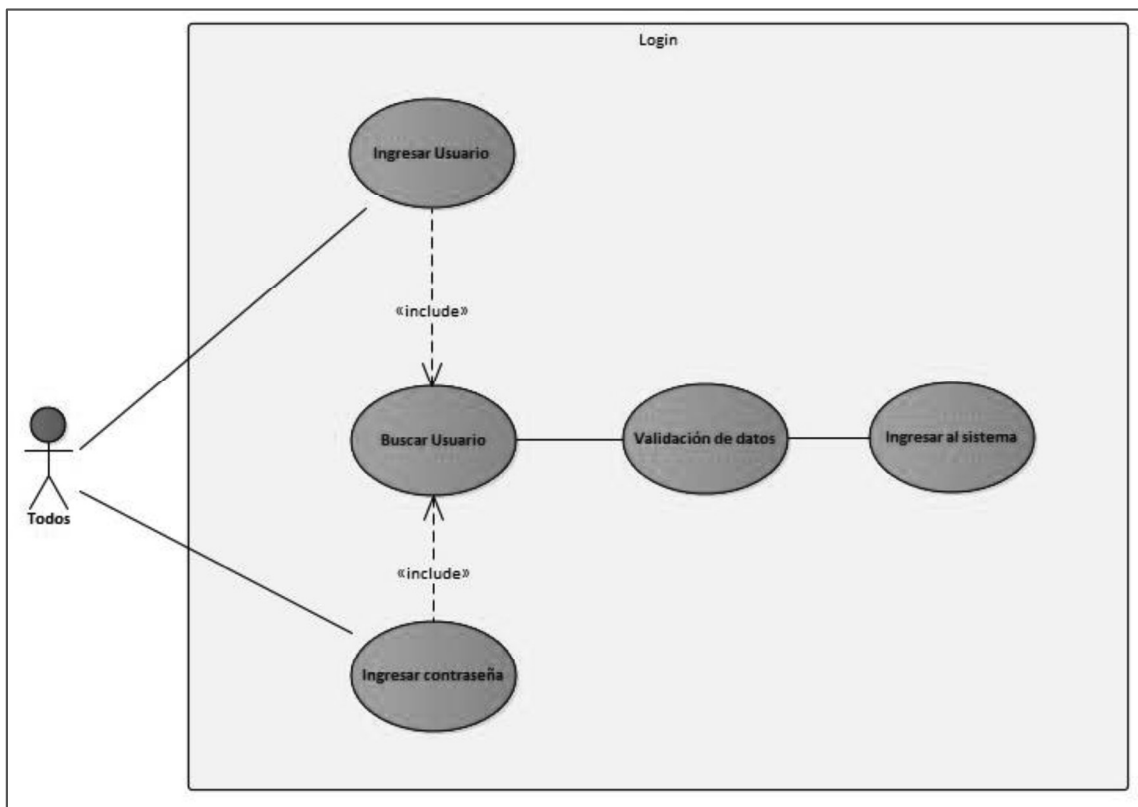 Login
Ingresar Usuario
«include»
Buscar Usuario
Validación de datos
Ingresar al sistema
Todos
«include»
Ingresar contraseña